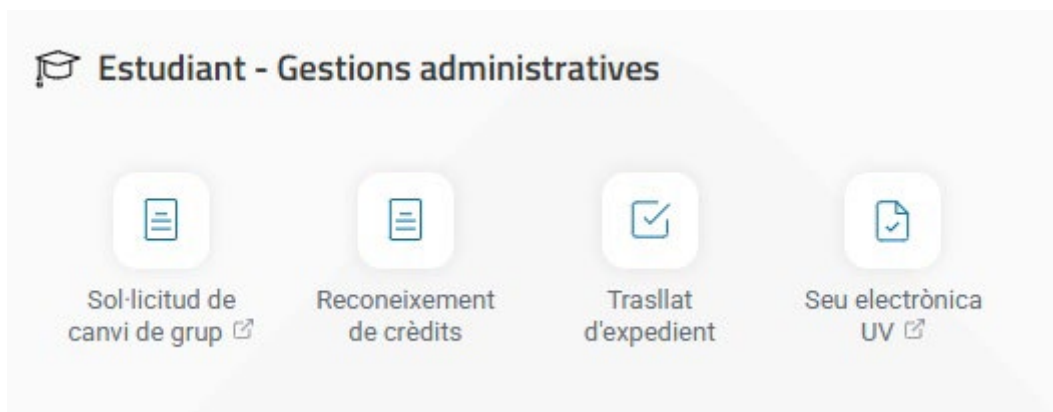 Estudiant - Gestions administratives
Sol·licitud de
canvi de grup
Reconeixement
de crèdits
Trasllat
d'expedient
Seu electrònica
UV